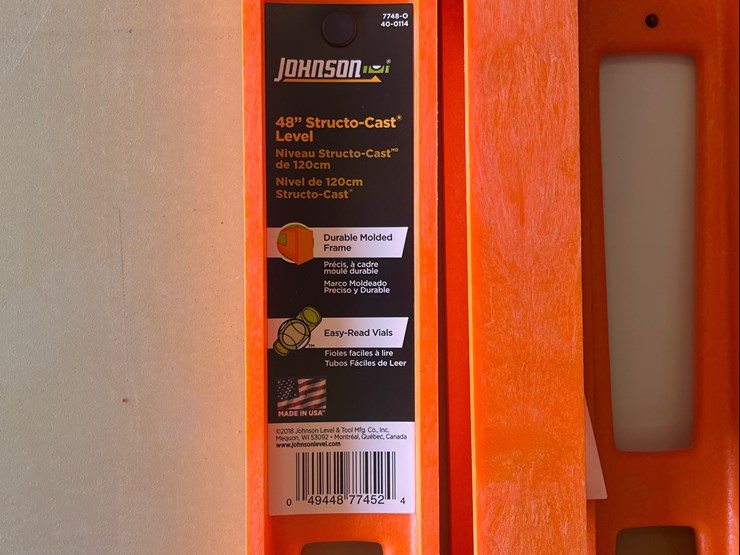 7748-O
40-0114
JOHNSON®
48” Structo-Cast®
Level
Niveau Structo-Cast MD
de 120cm
Nivel de 120cm
Structo-Cast®
Durable Molded
Frame
Précis, à cadre
moulé durable
Marco Moldeado
Preciso y Durable
Easy-Read Vials
TM
Fioles faciles à lire
Tubos Fáciles de Leer
MADE IN USA*
©2018 Johnson Level & Tool Mfg. Co., Inc.
Mequon, WI 53092 • Montréal, Québec, Canada
www.johnsonlevel.com
0 49448 77452 4